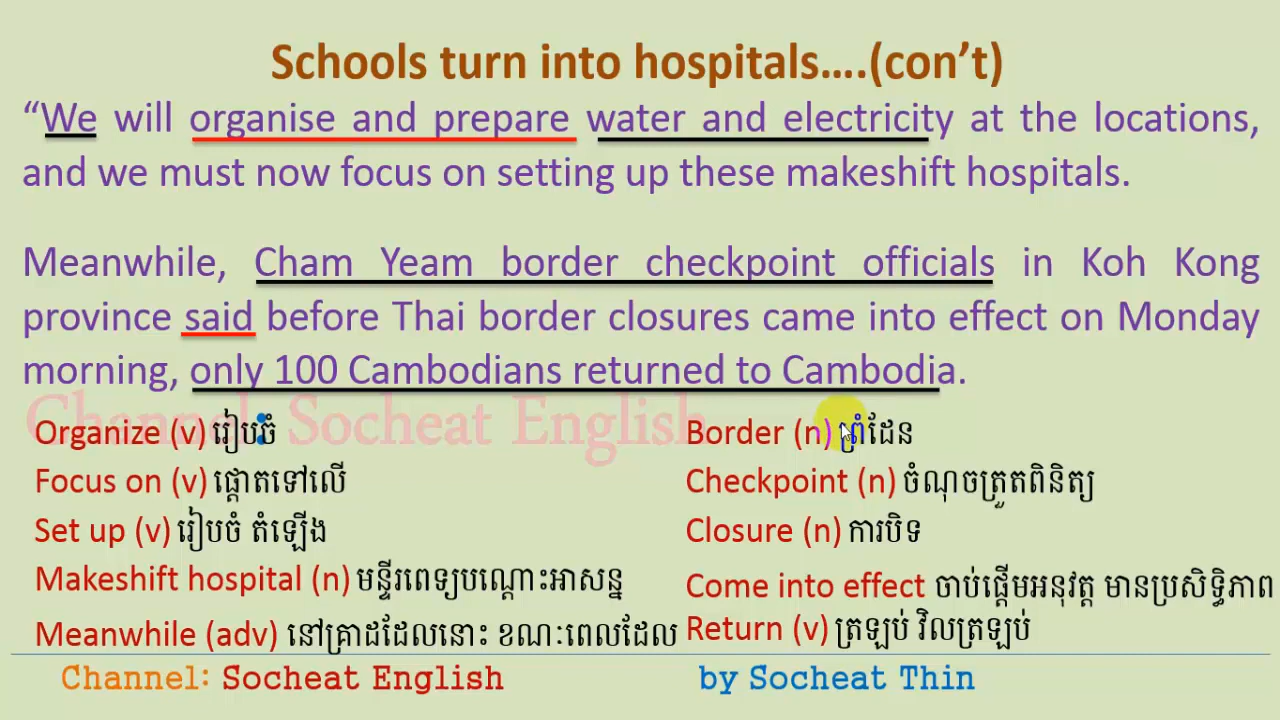 Schools turn into hospitals….(con’t)
“We will organise and prepare water and electricity at the locations,
and we must now focus on setting up these makeshift hospitals.
Meanwhile, Cham Yeam border checkpoint officials in Koh Kong
province said before Thai border closures came into effect on Monday
morning, only 100 Cambodians returned to Cambodia.
Channel: Socheat English
Organize (v) រៀបចំ
Focus on (v) ផ្ដោតទៅលើ
Set up (v) រៀបចំ តំឡើង
Makeshift hospital (n) មន្ទីរពេទ្យបណ្ដោះអាសន្ន
Meanwhile (adv) នៅគ្រាដដែលនោះ ខណៈពេលដែល
Border (n) ព្រំដែន
Checkpoint (n) ចំណុចត្រួតពិនិត្យ
Closure (n) ការបិទ
Come into effect ចាប់ផ្ដើមអនុវត្ត មានប្រសិទ្ធិភាព
Return (v) ត្រឡប់ វិលត្រឡប់
Channel: Socheat English by Socheat Thin